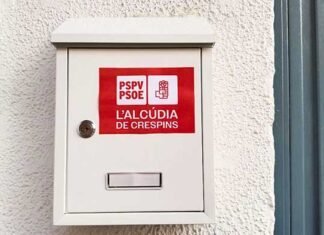 PSPV
PSOE
L'ALCÚDIA
DE CRESPINS